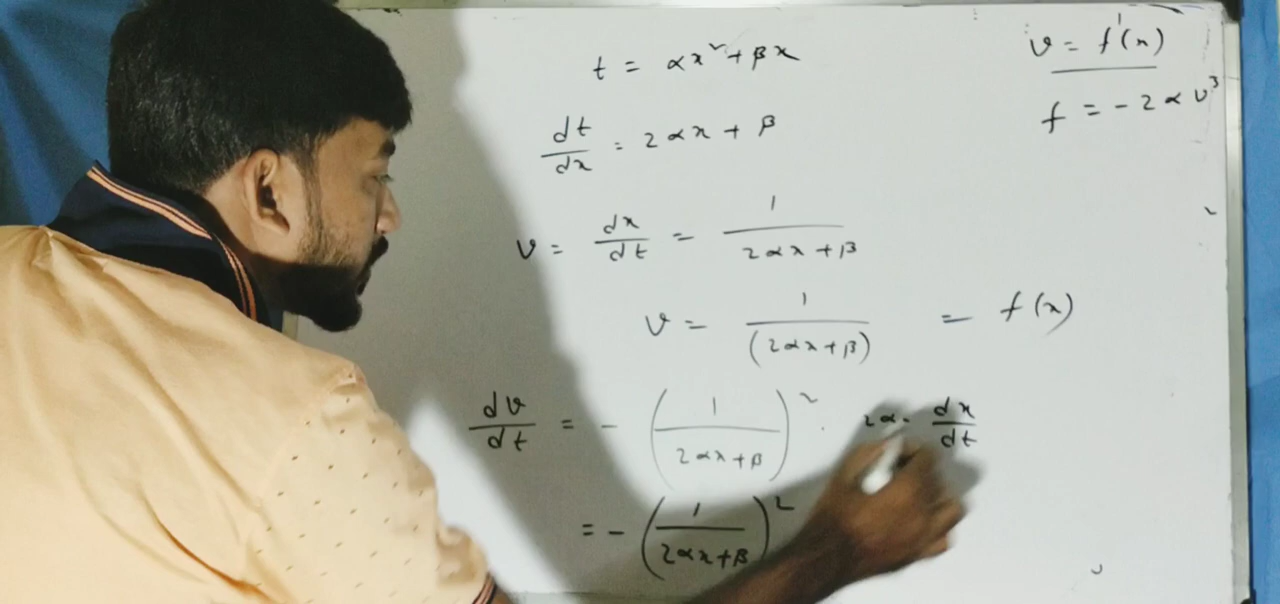 t = αx² + βx
dt/dx = 2αx + β
v = dx/dt = 1/(2αx + β)
v = 1/(2αx + β) = f(x)
dv/dt = - (1/(2αx + β))² · 2α · dx/dt
= - (1/(2αx + β))²
v = f'(x)
f = -2αv³